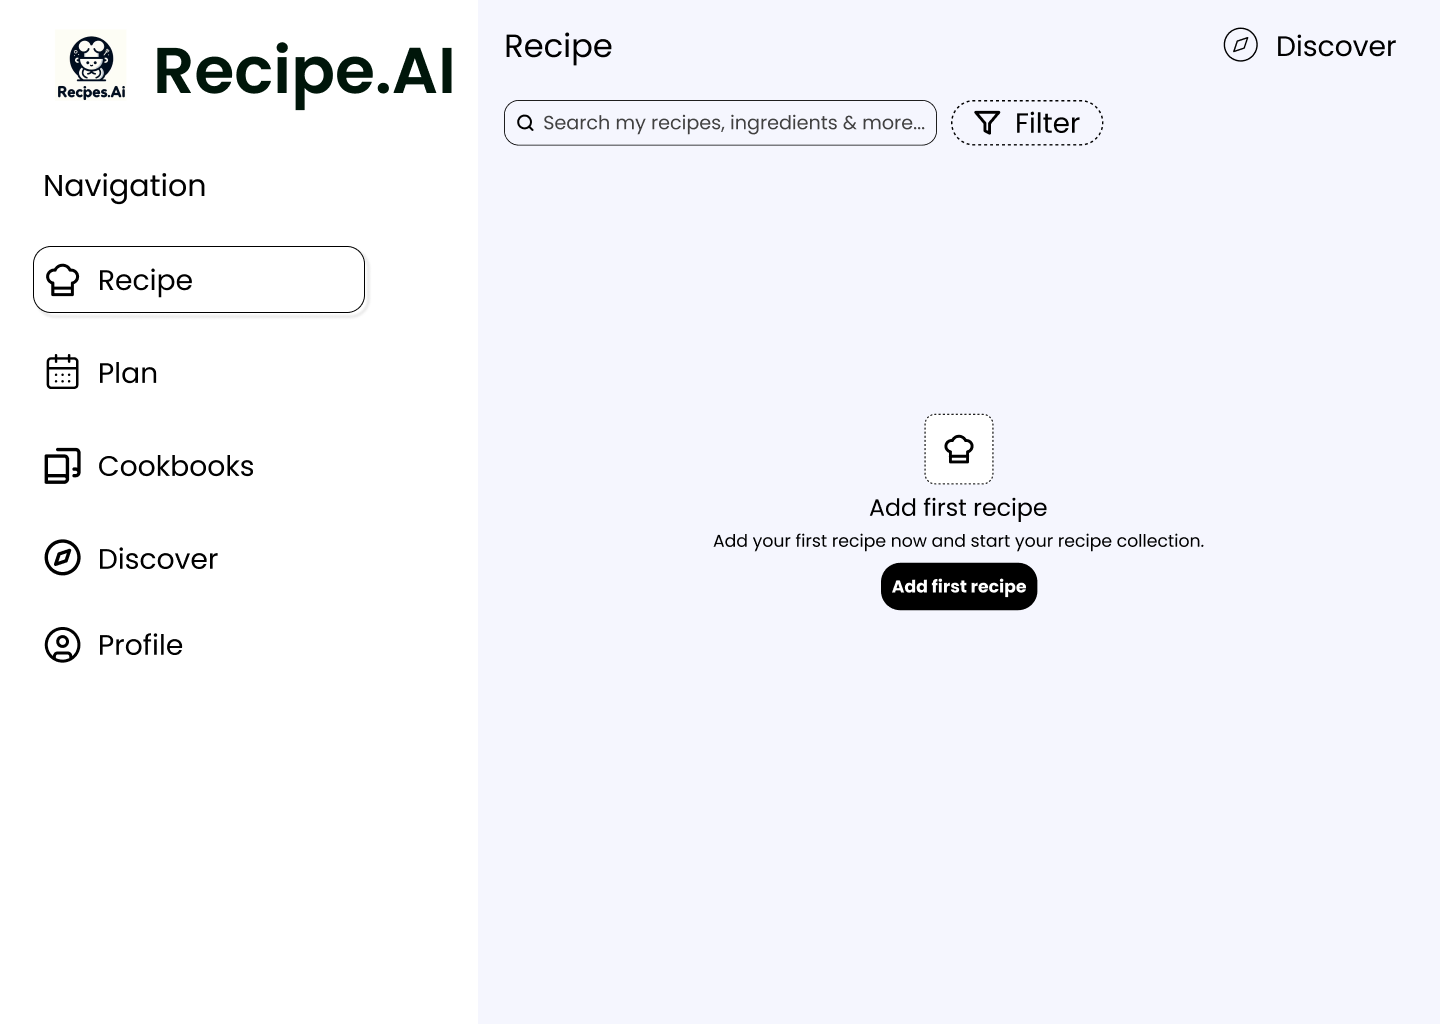 Recipes.Ai
Recipe.AI
Navigation
Recipe
Plan
Cookbooks
Discover
Profile
Recipe
Discover
Search my recipes, ingredients & more...
Filter
Add first recipe
Add your first recipe now and start your recipe collection.
Add first recipe